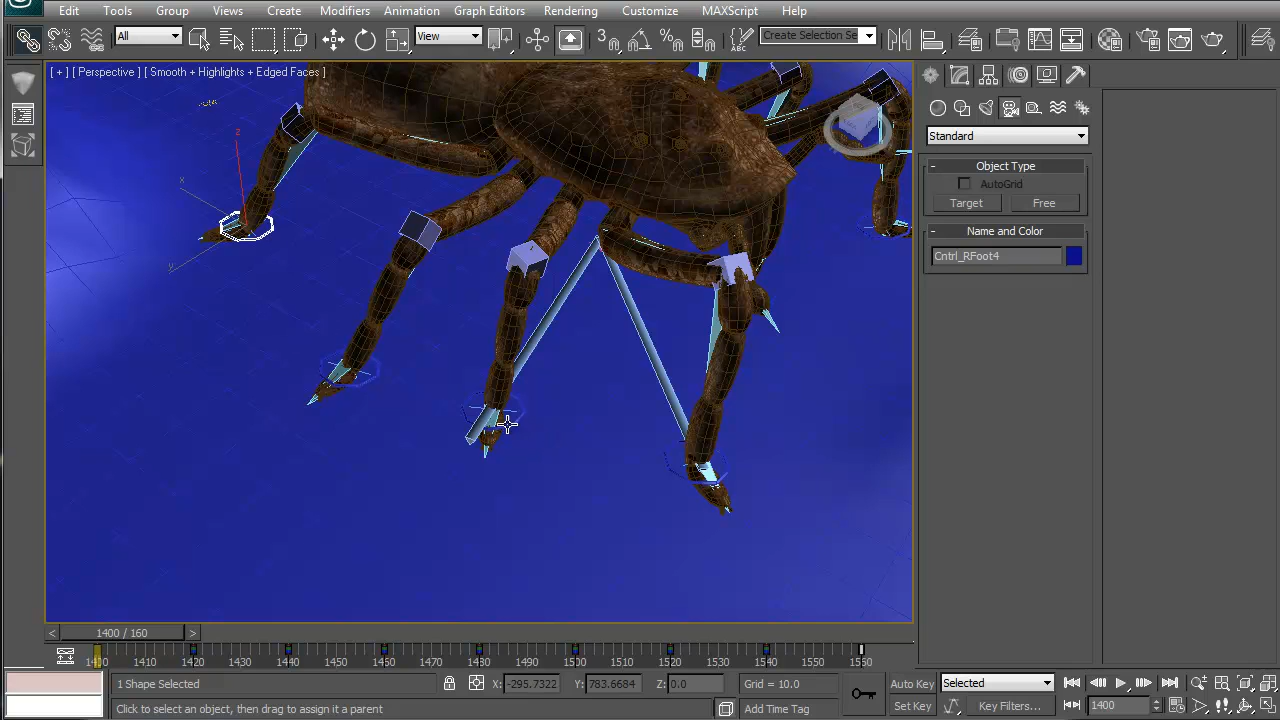 Edit Tools Group Views Create Modifiers Animation Graph Editors Rendering Customize MAXScript Help
All
View
3
Create Selection Se
[ + ] [ Perspective ] [ Smooth + Highlights + Edged Faces ]
z
x
y
Standard
- Object Type
AutoGrid
Target Free
- Name and Color
Cntrl_RFoot4
< 1400 / 160 >
1400 1410 1420 1430 1440 1450 1460 1470 1480 1490 1500 1510 1520 1530 1540 1550 1560
1 Shape Selected
X: -295.7322 Y: 783.6684 Z: 0.0
Grid = 10.0
Auto Key
Selected
Click to select an object, then drag to assign it a parent
Add Time Tag
Set Key
Key Filters...
1400